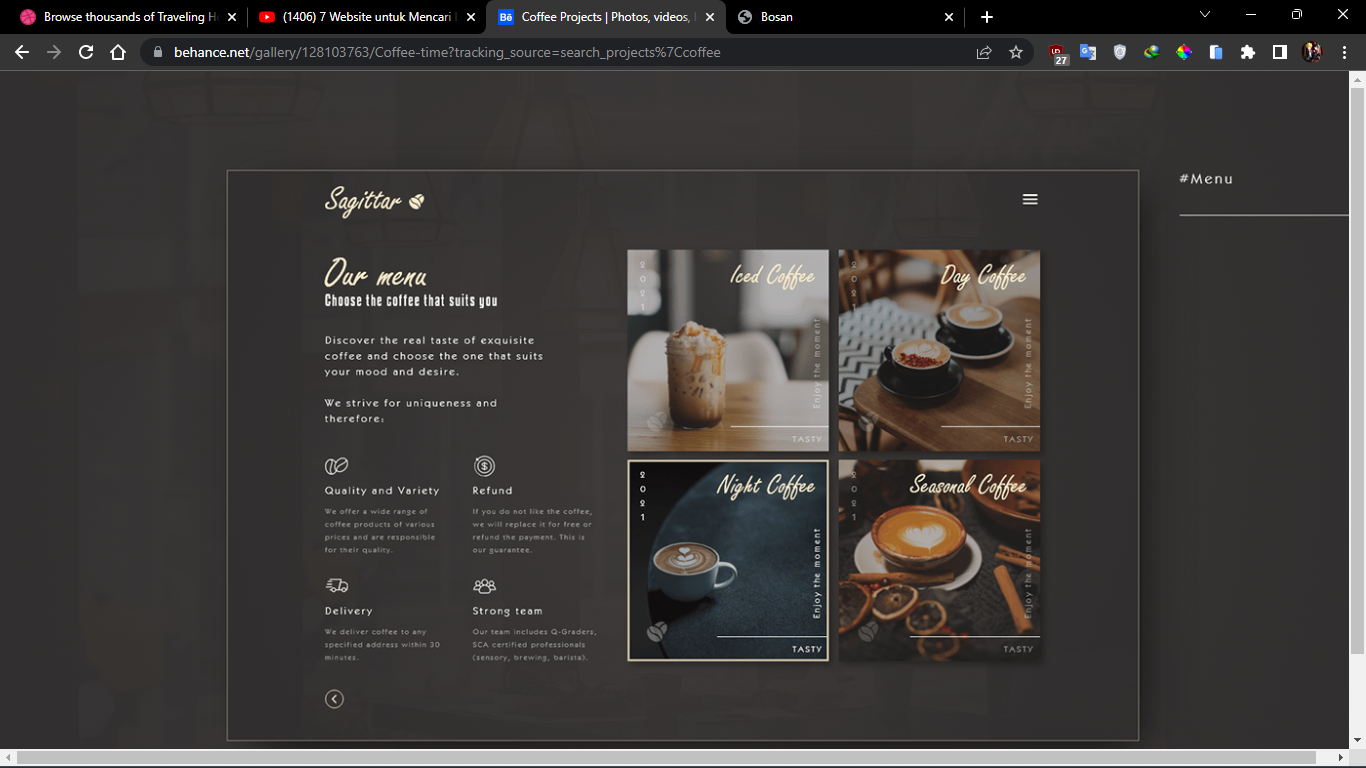 Browse thousands of Traveling H
(1406) 7 Website untuk Mencari
Coffee Projects | Photos, videos,
Bosan
behance.net/gallery/128103763/Coffee-time?tracking_source=search_projects%7Ccoffee
27
#Menu
Sagittar
Our menu
Choose the coffee that suits you
Discover the real taste of exquisite
coffee and choose the one that suits
your mood and desire.
We strive for uniqueness and
therefore:
Quality and Variety
We offer a wide range of
coffee products of various
prices and are responsible
for their quality.
Refund
If you do not like the coffee,
we will replace it for free or
refund the payment. This is
our guarantee.
Delivery
We deliver coffee to any
specified address within 30
minutes.
Strong team
Our team includes Q-Graders,
SCA certified professionals
(sensory, brewing, barista).
2021
Iced Coffee
Enjoy the moment
TASTY
2021
Day Coffee
Enjoy the moment
TASTY
2021
Night Coffee
Enjoy the moment
TASTY
2021
Seasonal Coffee
Enjoy the moment
TASTY